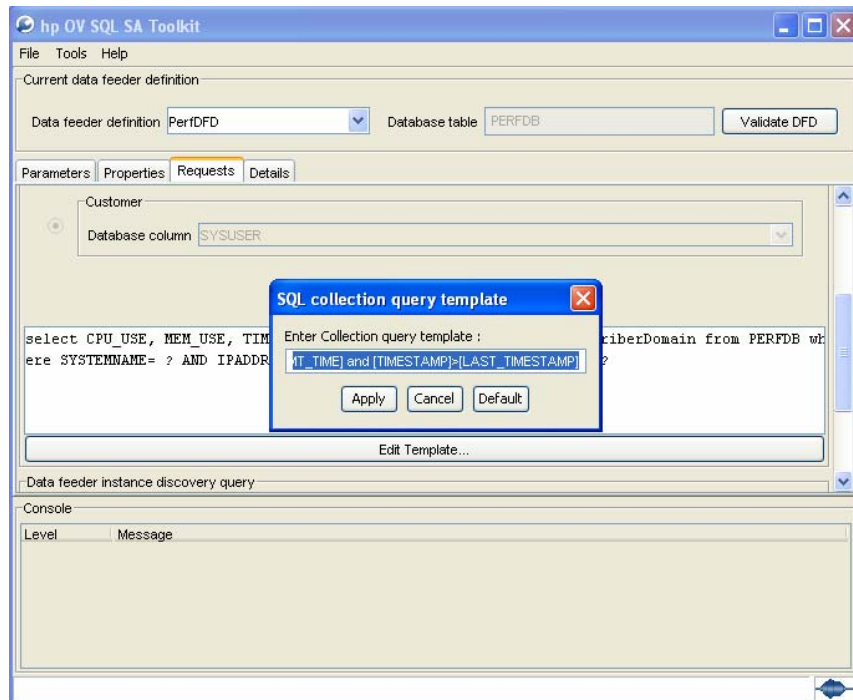 hp OV SQL SA Toolkit
File Tools Help
Current data feeder definition
Data feeder definition PerfDFD Database table PERFDB Validate DFD
Parameters Properties Requests Details
Customer
Database column SYSUSER
SQL collection query template
Enter Collection query template :
MT_TIME] and [TIMESTAMP]>[LAST_TIMESTAMP]
Apply Cancel Default
select CPU_USE, MEM_USE, TIM riberDomain from PERFDB wh
ere SYSTEMNAME= ? AND IPADDR ?
Edit Template...
Data feeder instance discovery query
Console
Level Message